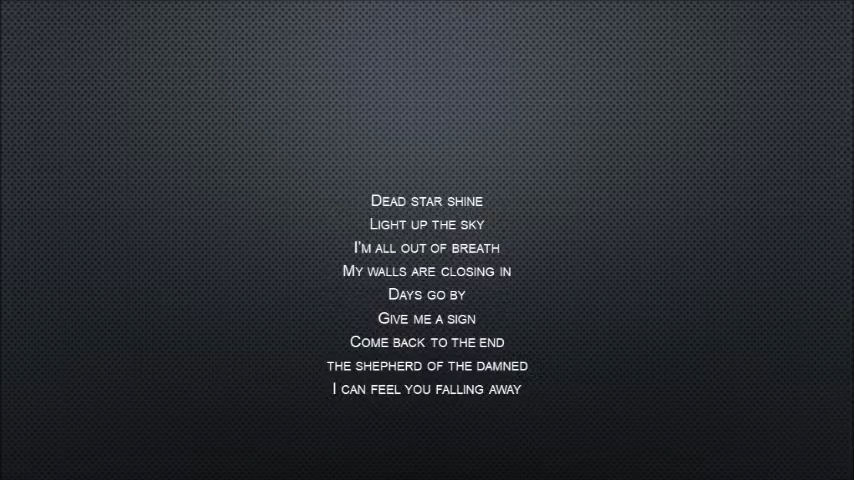 Dead star shine
Light up the sky
I'm all out of breath
My walls are closing in
Days go by
Give me a sign
Come back to the end
the shepherd of the damned
I can feel you falling away